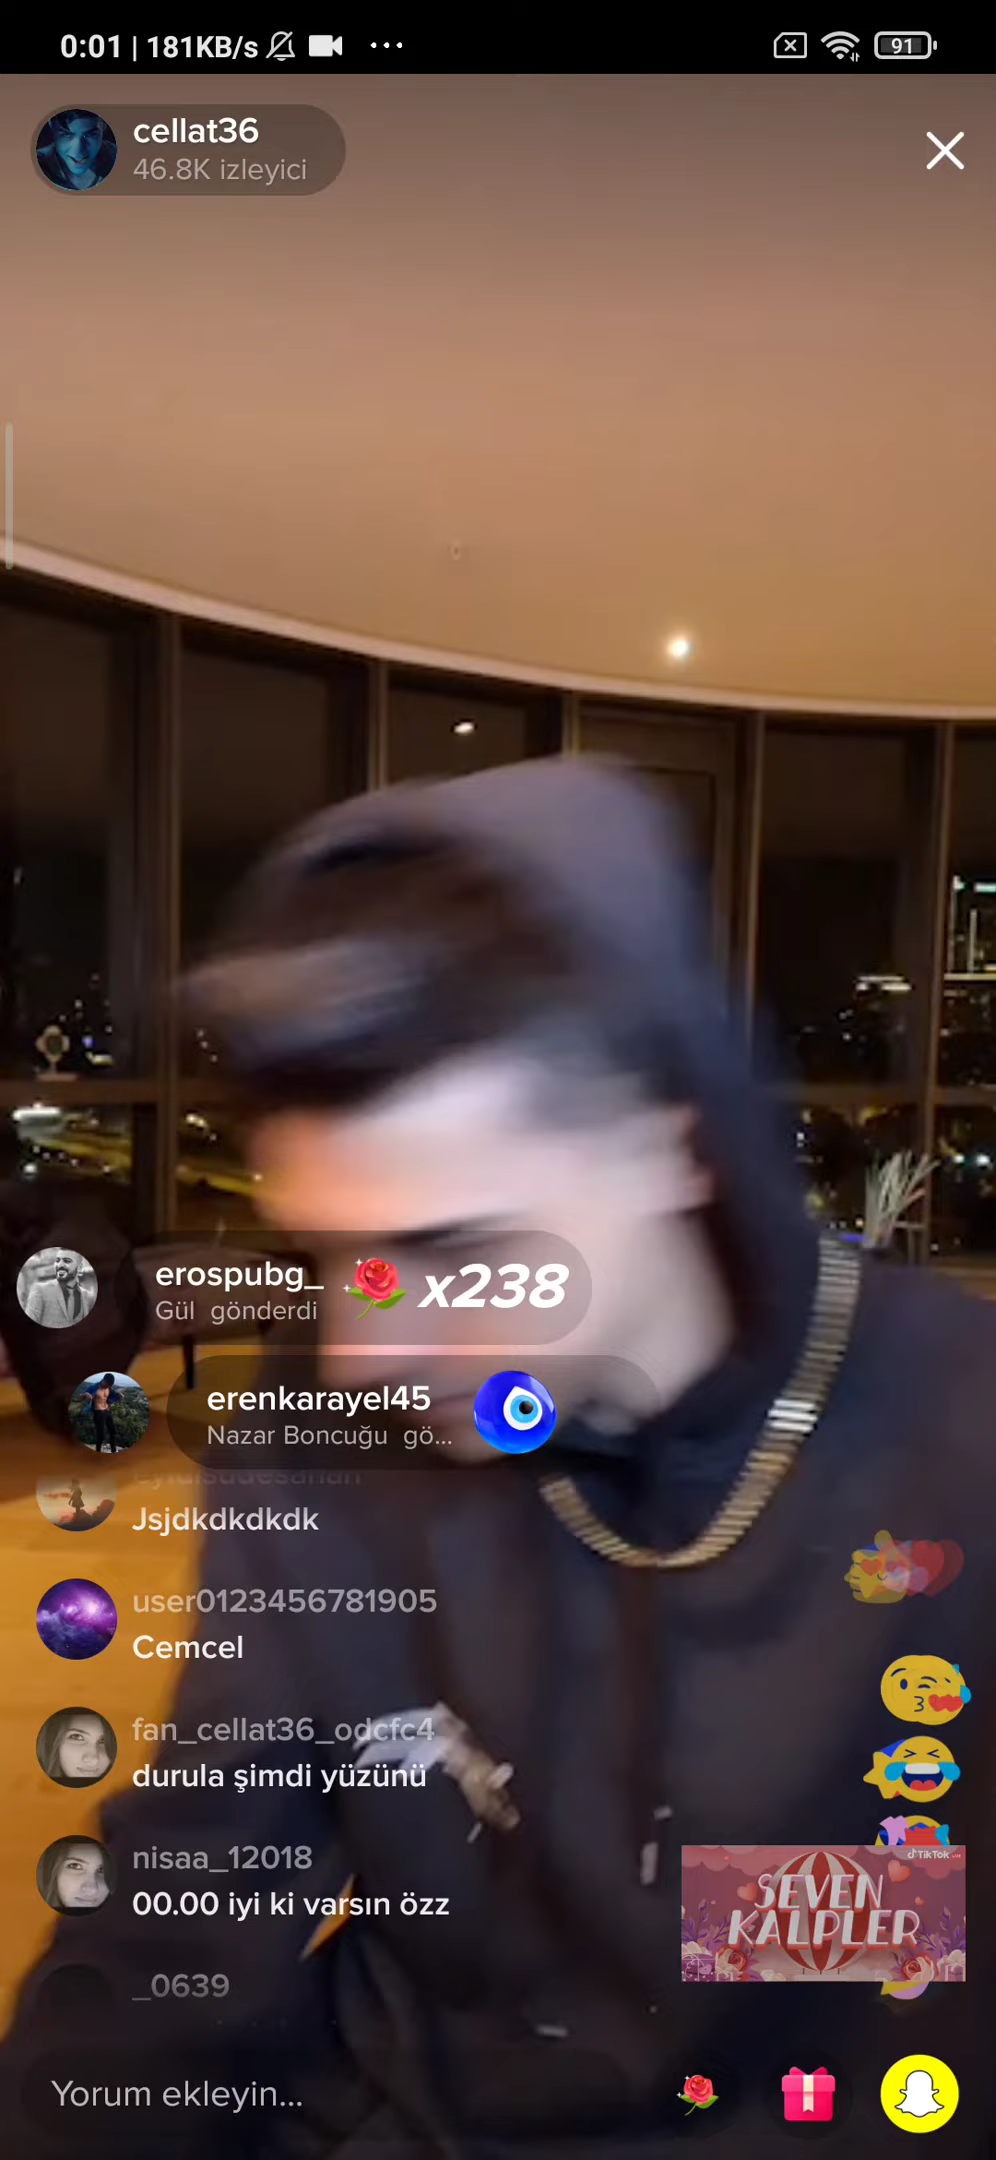 0:01 | 181KB/s
91
cellat36
46.8K izleyici
erospubg_
Gül gönderdi
x238
erenkarayel45
Nazar Boncuğu gö...
Jsjdkdkdkdk
user0123456781905
Cemcel
fan_cellat36_odcfc4
durula şimdi yüzünü
nisaa_12018
00.00 iyi ki varsın özz
_0639
TikTok
SEVEN
KALPLER
Yorum ekleyin...